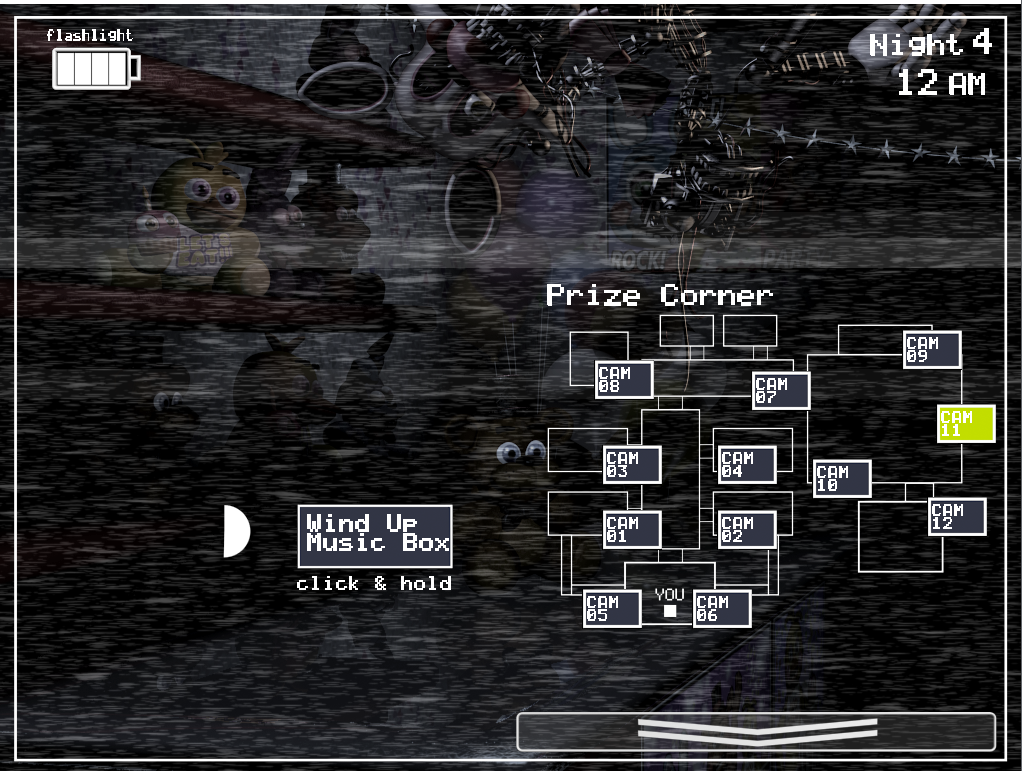 flashlight
Night 4
12 AM
ROCK!
Prize Corner
CAM
09
CAM
08
CAM
07
CAM
11
CAM
03
CAM
04
CAM
10
CAM
12
CAM
01
CAM
02
Wind Up
Music Box
click & hold
CAM
05
YOU
CAM
06